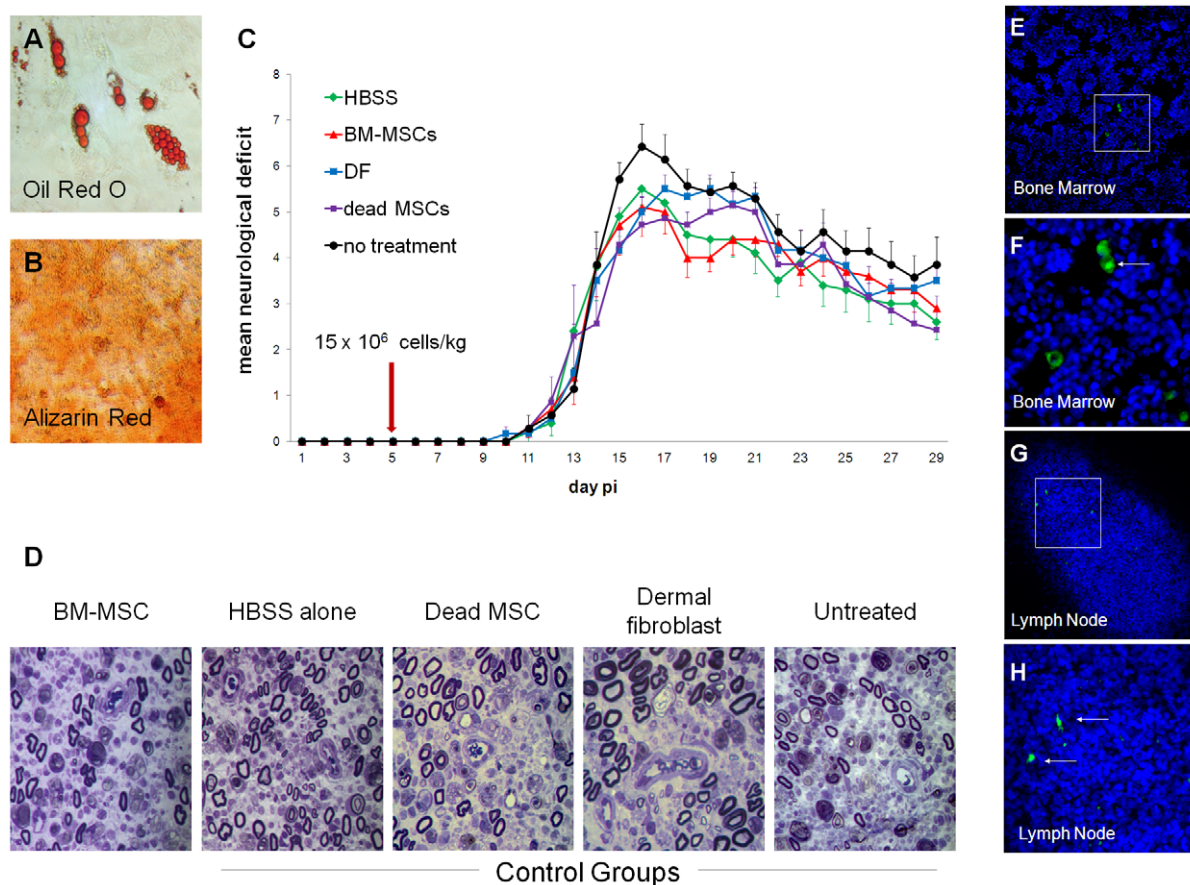 A
Oil Red O
B
Alizarin Red
C
mean neurological deficit
8
7
6
5
4
3
2
1
0
HBSS
BM-MSCs
DF
dead MSCs
no treatment
15 x 10⁶ cells/kg
1 3 5 7 9 11 13 15 17 19 21 23 25 27 29
day pi
D
BM-MSC
HBSS alone
Dead MSC
Dermal
fibroblast
Untreated
Control Groups
E
Bone Marrow
F
Bone Marrow
G
Lymph Node
H
Lymph Node